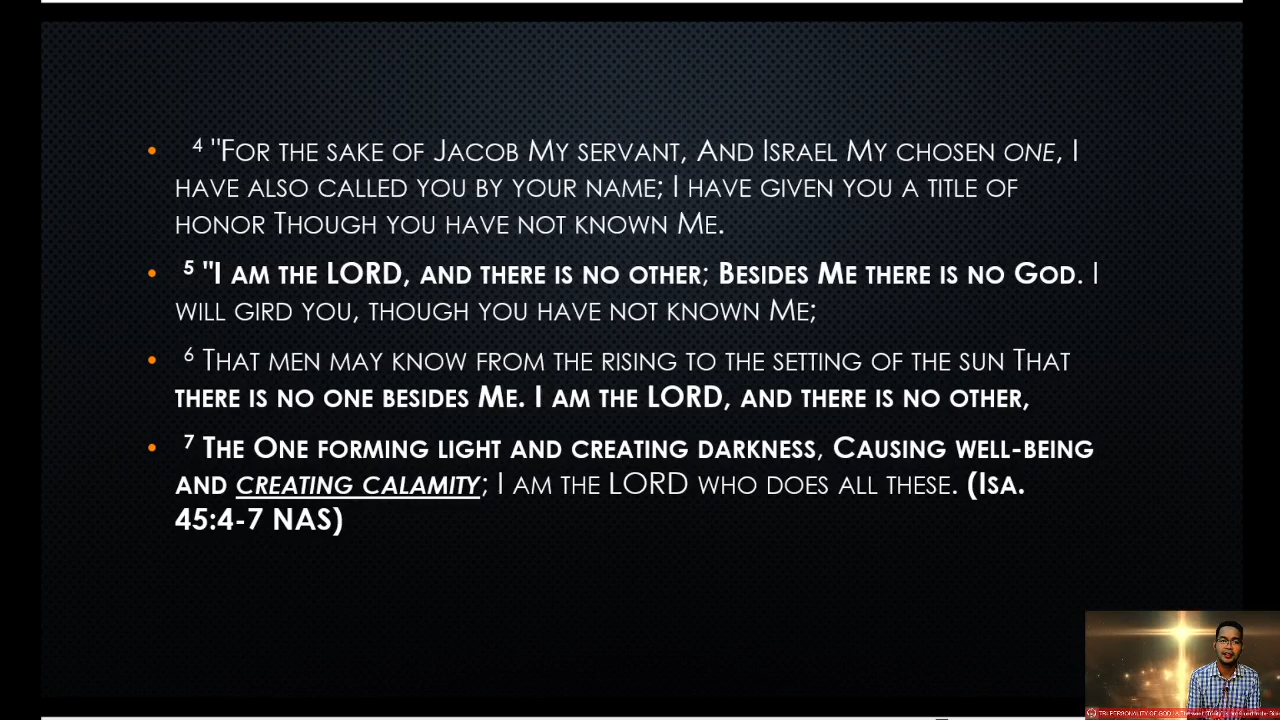 • 4 "For the sake of Jacob My servant, And Israel My chosen one, I
have also called you by your name; I have given you a title of
honor Though you have not known Me.
• 5 "I am the LORD, and there is no other; Besides Me there is no God. I
will gird you, though you have not known Me;
• 6 That men may know from the rising to the setting of the sun That
there is no one besides Me. I am the LORD, and there is no other,
• 7 The One forming light and creating darkness, Causing well-being
and creating calamity; I am the LORD who does all these. (Isa.
45:4-7 NAS)
TRI-PERSONALITY OF GOD